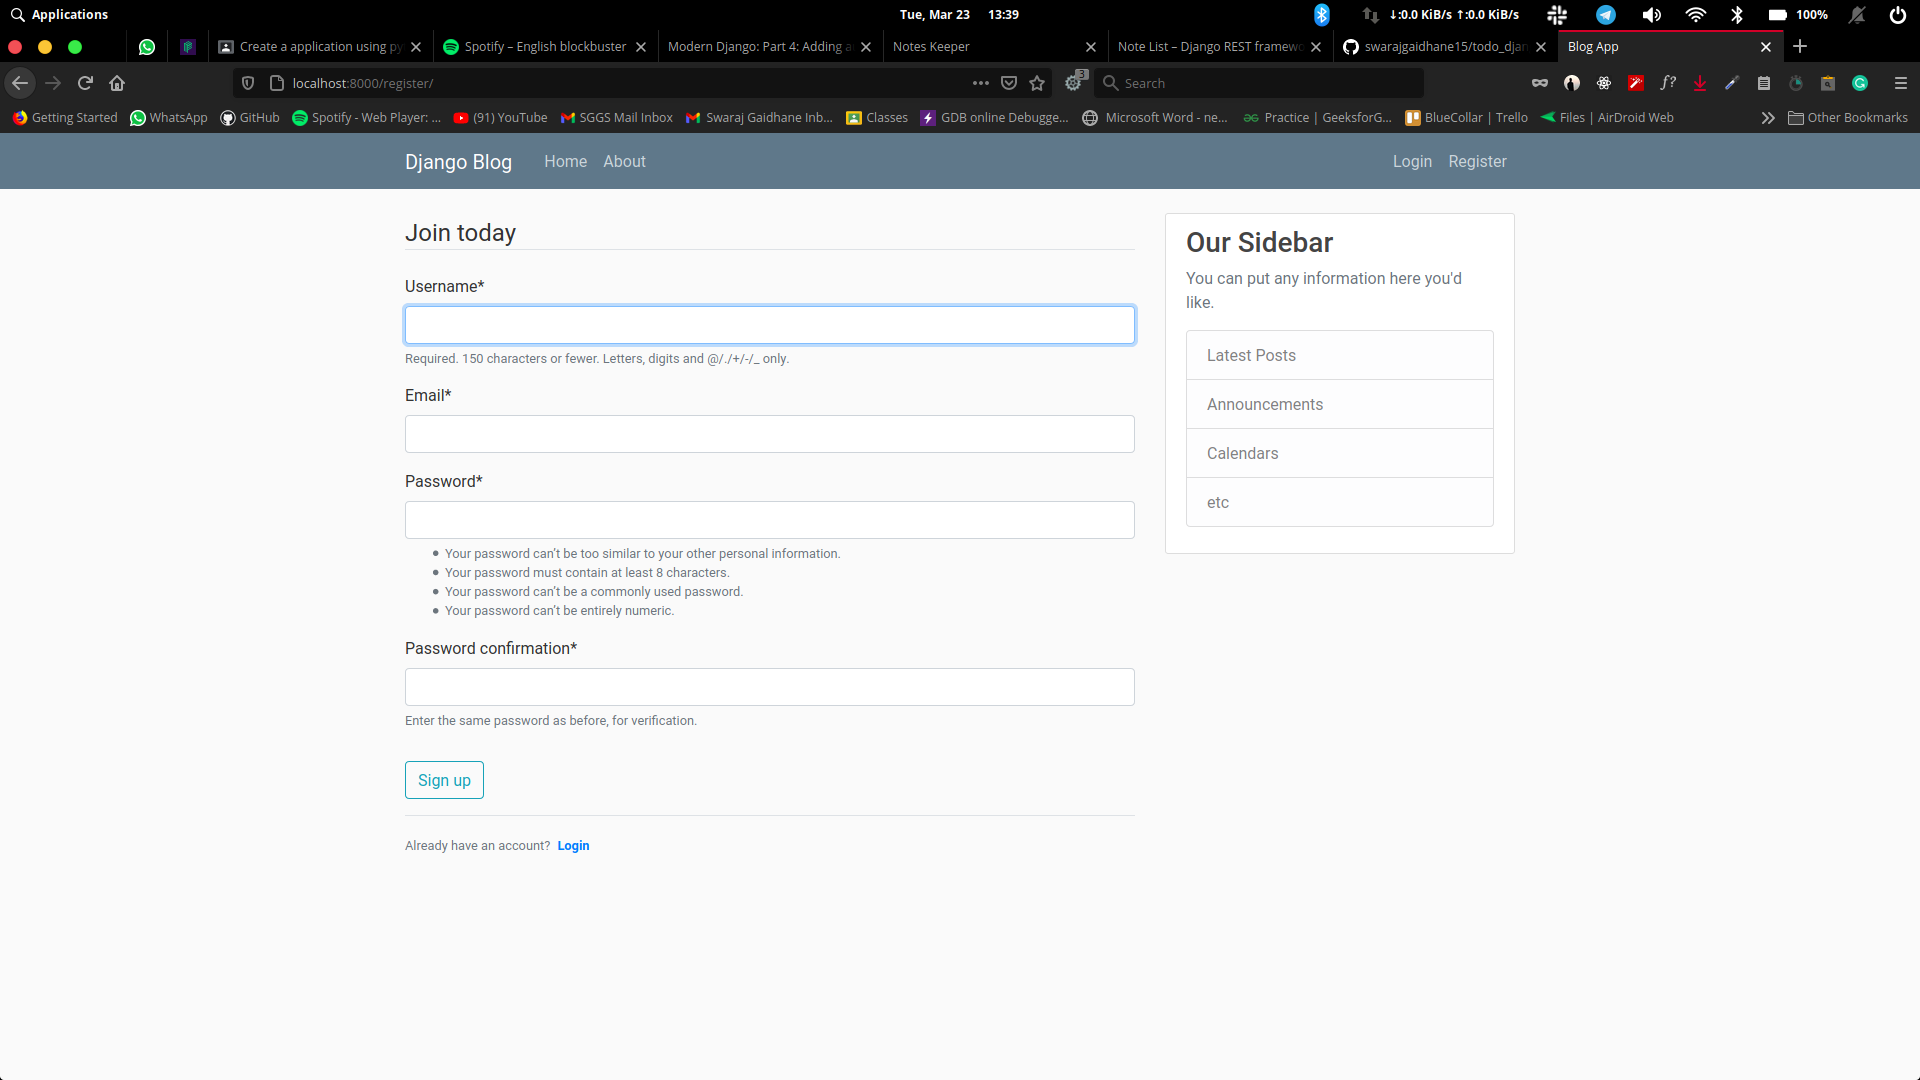 Applications
Tue, Mar 23 13:39
↓:0.0 KiB/s ↑:0.0 KiB/s
100%
Create a application using py
Spotify – English blockbuster
Modern Django: Part 4: Adding a
Notes Keeper
Note List – Django REST framewo
swarajgaidhane15/todo_djan
Blog App
localhost:8000/register/
3
Search
f?
Getting Started
WhatsApp
GitHub
Spotify - Web Player: ...
(91) YouTube
SGGS Mail Inbox
Swaraj Gaidhane Inb...
Classes
GDB online Debugge...
Microsoft Word - ne...
Practice | GeeksforG...
BlueCollar | Trello
Files | AirDroid Web
Other Bookmarks
Django Blog
Home
About
Login
Register
Join today
Username*
Required. 150 characters or fewer. Letters, digits and @/./+/-/_ only.
Email*
Password*
Your password can’t be too similar to your other personal information.
Your password must contain at least 8 characters.
Your password can’t be a commonly used password.
Your password can’t be entirely numeric.
Password confirmation*
Enter the same password as before, for verification.
Sign up
Already have an account? Login
Our Sidebar
You can put any information here you'd
like.
Latest Posts
Announcements
Calendars
etc